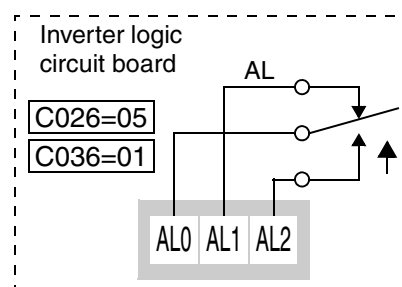 Inverter logic
circuit board
AL
C026=05
C036=01
AL0 AL1 AL2